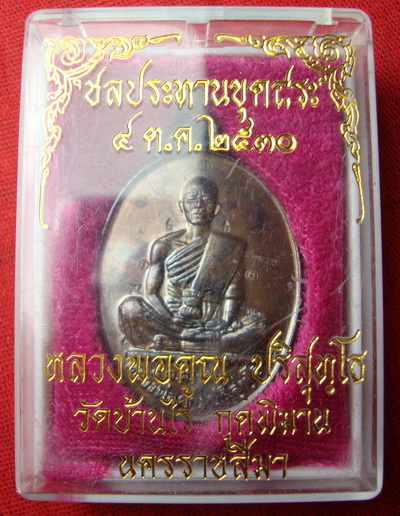 ชลประทานขุดสระ
๔ ต.ค.๒๕๓๐
หลวงพ่อคูณ ปริสุทฺโธ
วัดบ้านไร่ กุดพิมาน
นครราชสีมา